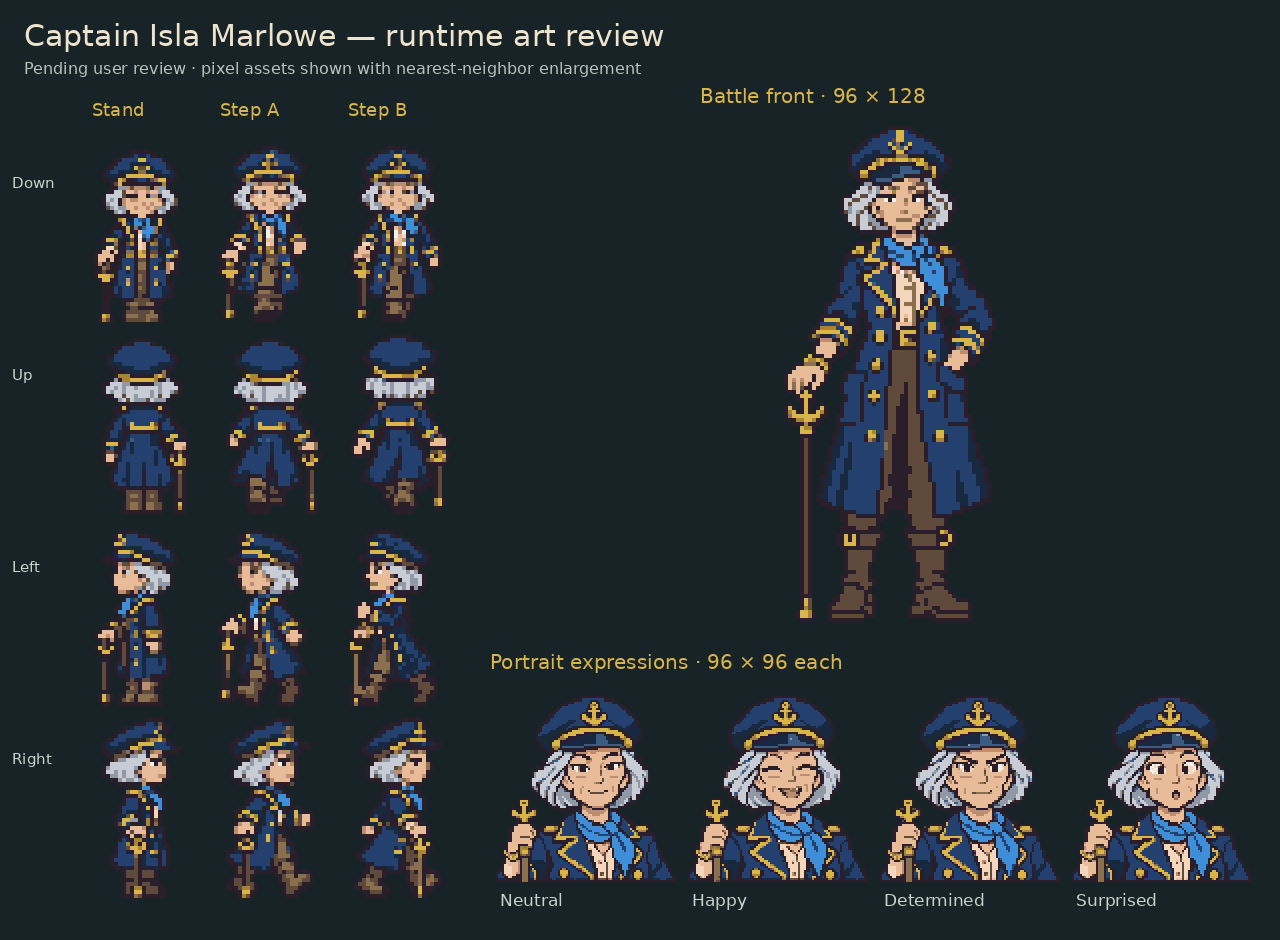 Captain Isla Marlowe — runtime art review
Pending user review · pixel assets shown with nearest-neighbor enlargement
Stand
Step A
Step B
Battle front · 96 × 128
Down
Up
Left
Right
Portrait expressions · 96 × 96 each
Neutral
Happy
Determined
Surprised